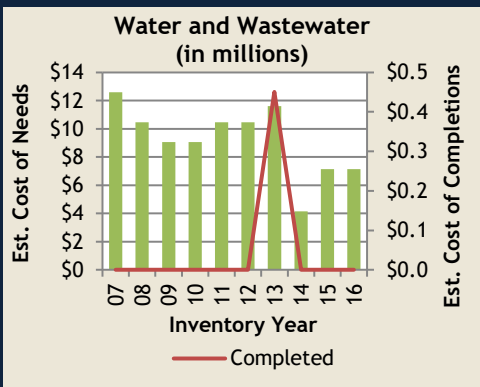 Water and Wastewater
(in millions)
Est. Cost of Needs
$14
$12
$10
$8
$6
$4
$2
$0
$0.5
$0.4
$0.3
$0.2
$0.1
$0.0
Est. Cost of Completions
07 08 09 10 11 12 13 14 15 16
Inventory Year
Completed